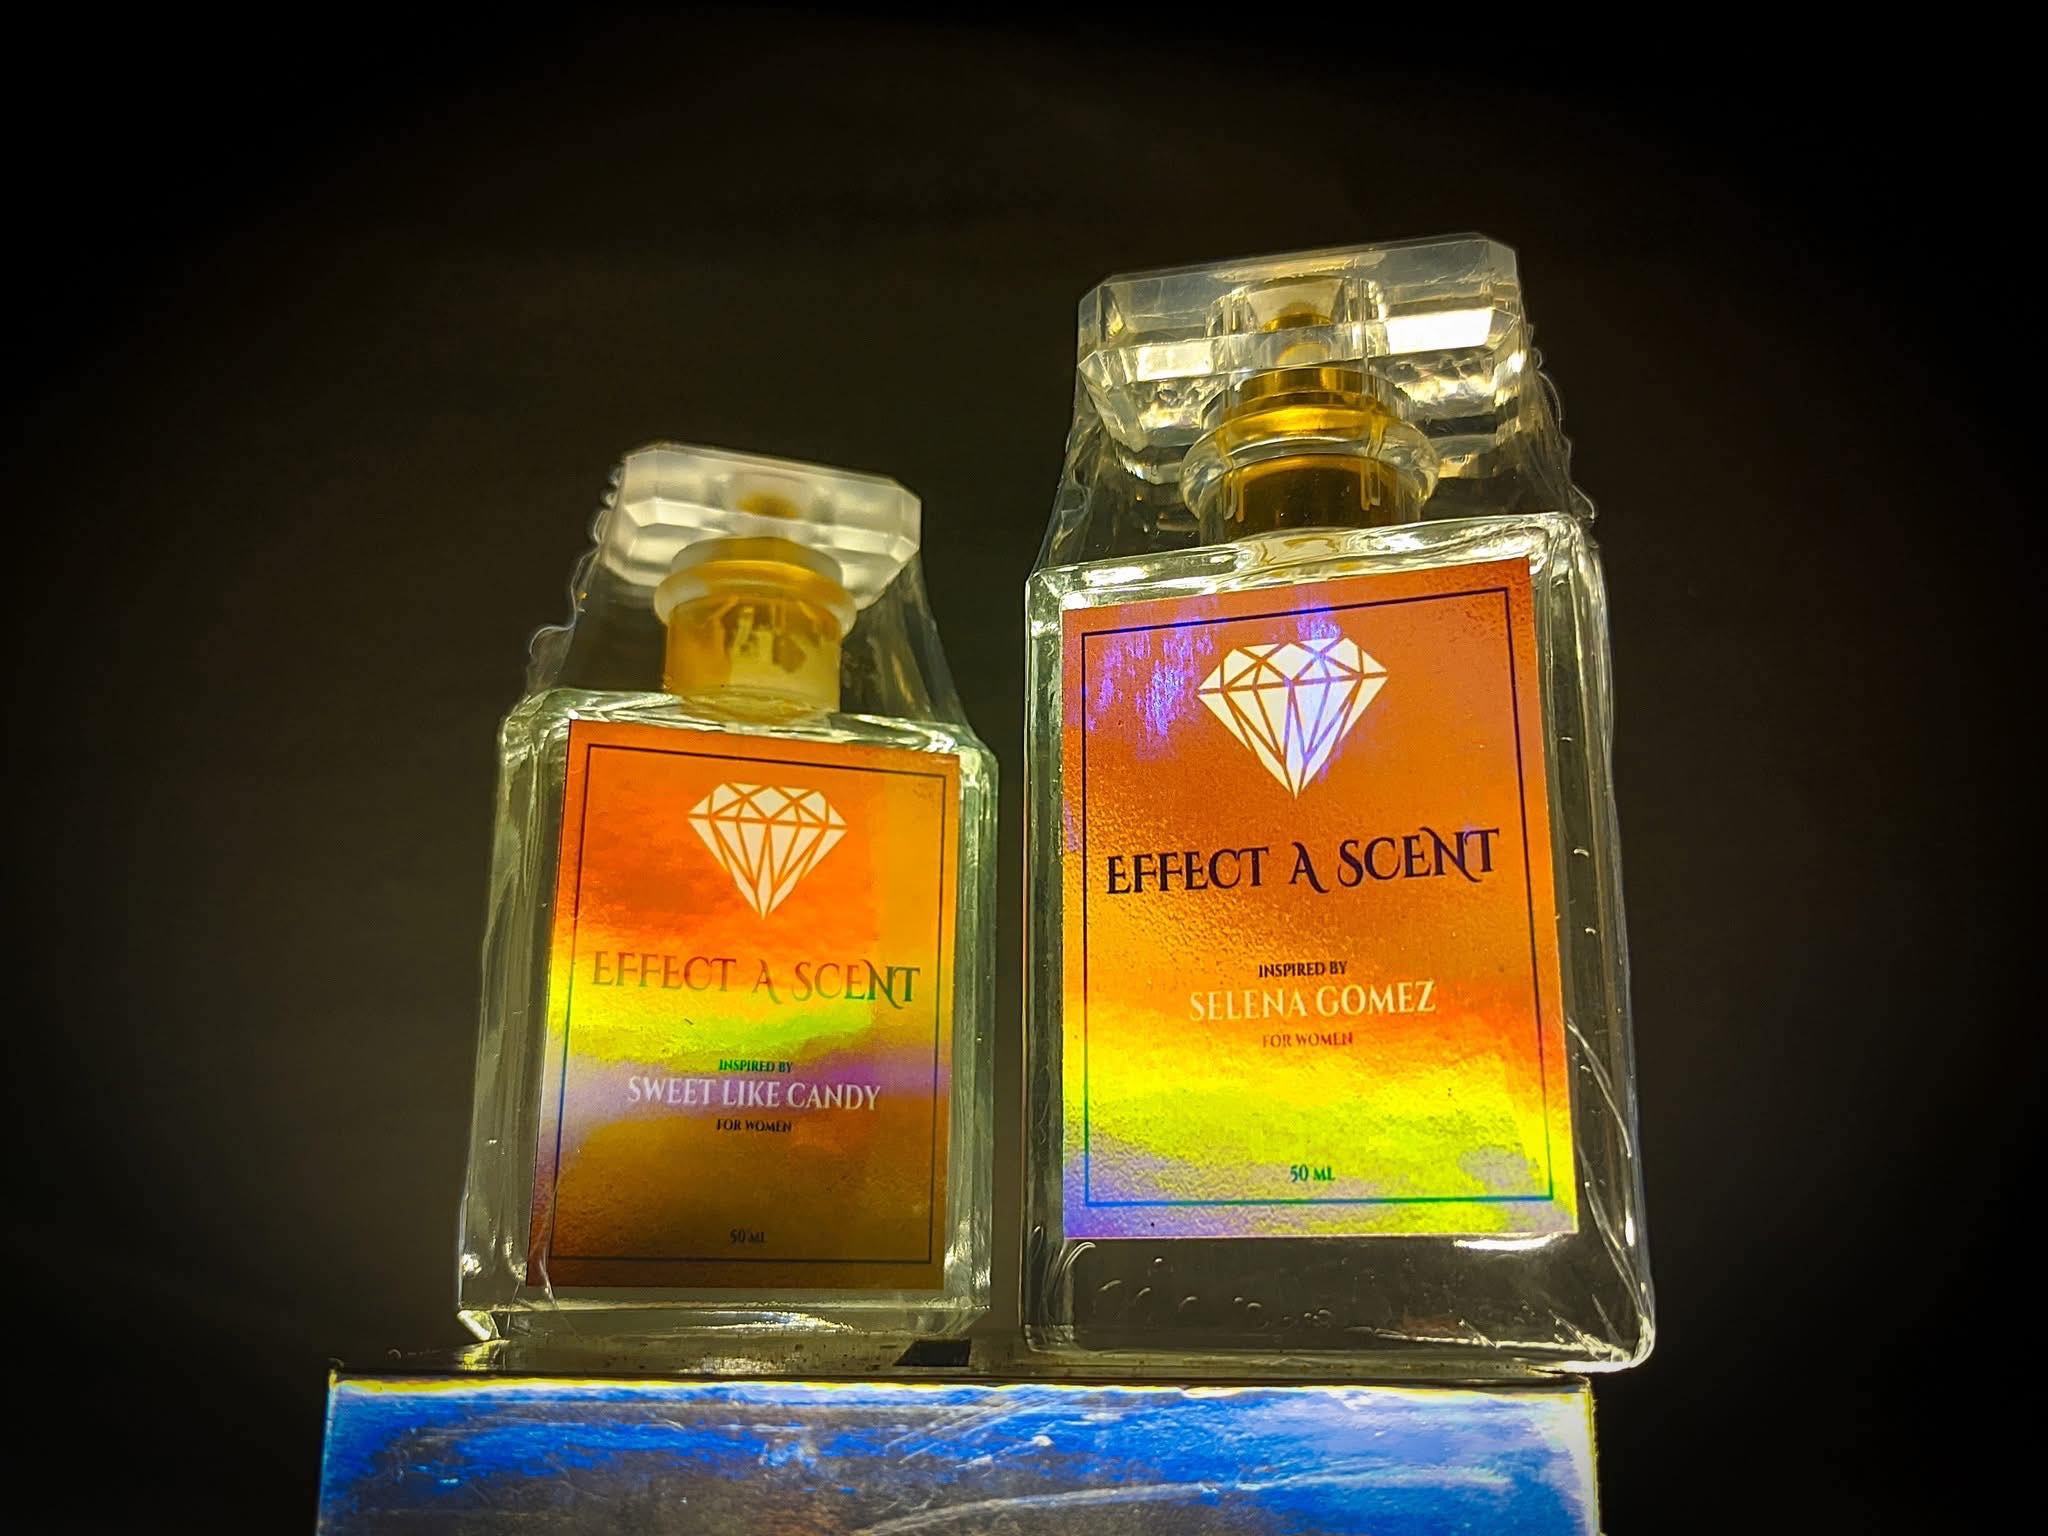 EFFECT A SCENT
INSPIRED BY
SWEET LIKE CANDY
FOR WOMEN
50 ML
EFFECT A SCENT
INSPIRED BY
SELENA GOMEZ
FOR WOMEN
50 ML